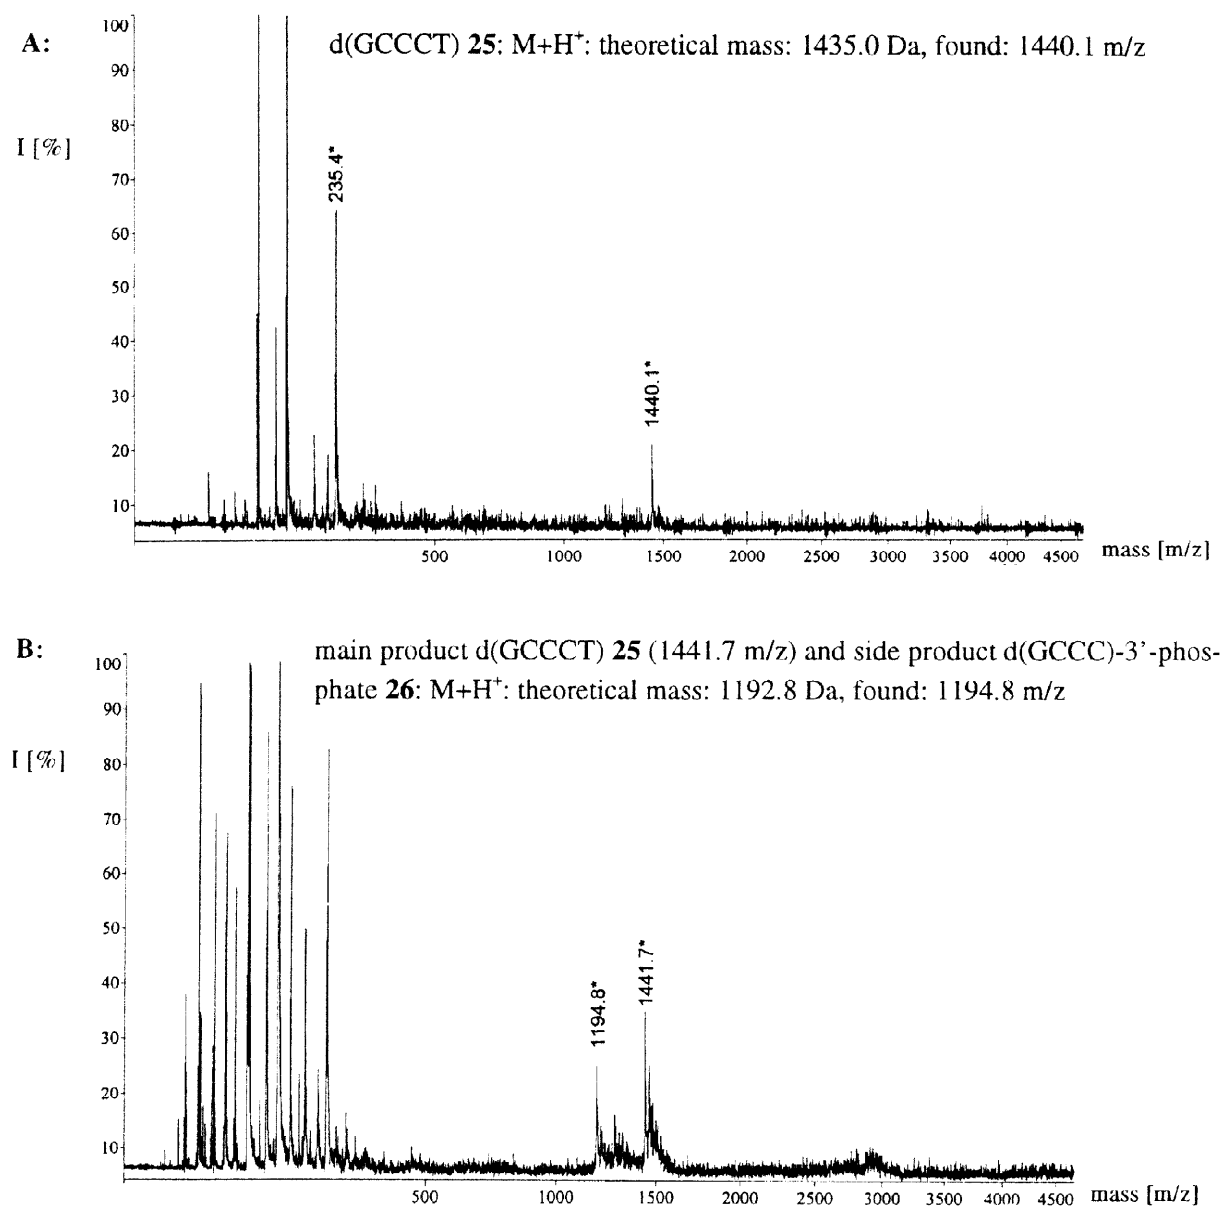 A:
d(GCCCT) 25: M+H+: theoretical mass: 1435.0 Da, found: 1440.1 m/z
I [%]
100
90
80
70
60
50
40
30
20
10
235.4*
1440.1*
500 1000 1500 2000 2500 3000 3500 4000 4500 mass [m/z]
B:
main product d(GCCCT) 25 (1441.7 m/z) and side product d(GCCC)-3'-phos-
phate 26: M+H+: theoretical mass: 1192.8 Da, found: 1194.8 m/z
I [%]
100
90
80
70
60
50
40
30
20
10
1194.8*
1441.7*
500 1000 1500 2000 2500 3000 3500 4000 4500 mass [m/z]